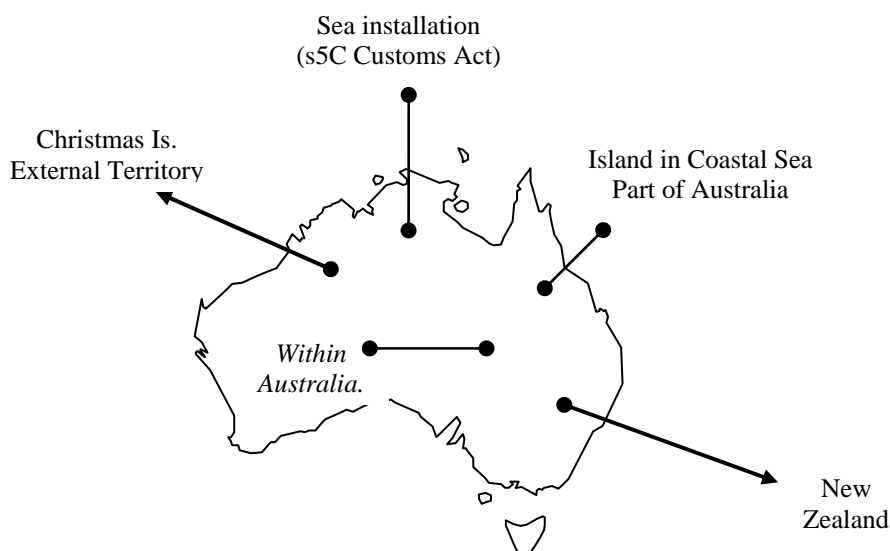 Sea installation
(s5C Customs Act)
Christmas Is.
External Territory
Island in Coastal Sea
Part of Australia
Within
Australia.
New
Zealand